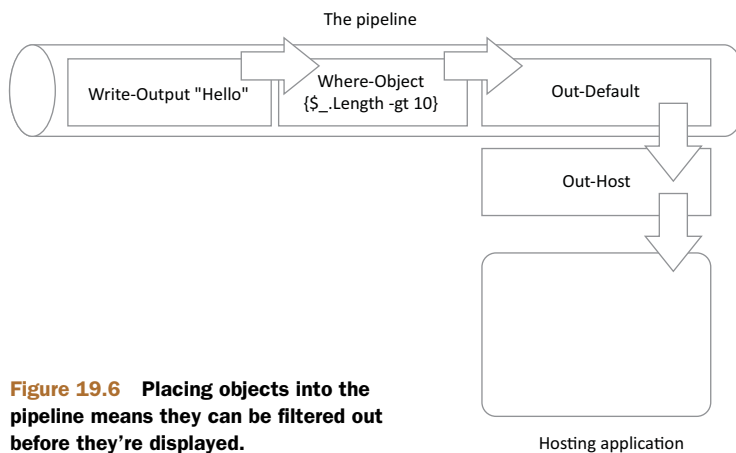 The pipeline
Write-Output "Hello"
Where-Object
{$_.Length -gt 10}
Out-Default
Out-Host
Figure 19.6 Placing objects into the
pipeline means they can be filtered out
before they’re displayed.
Hosting application